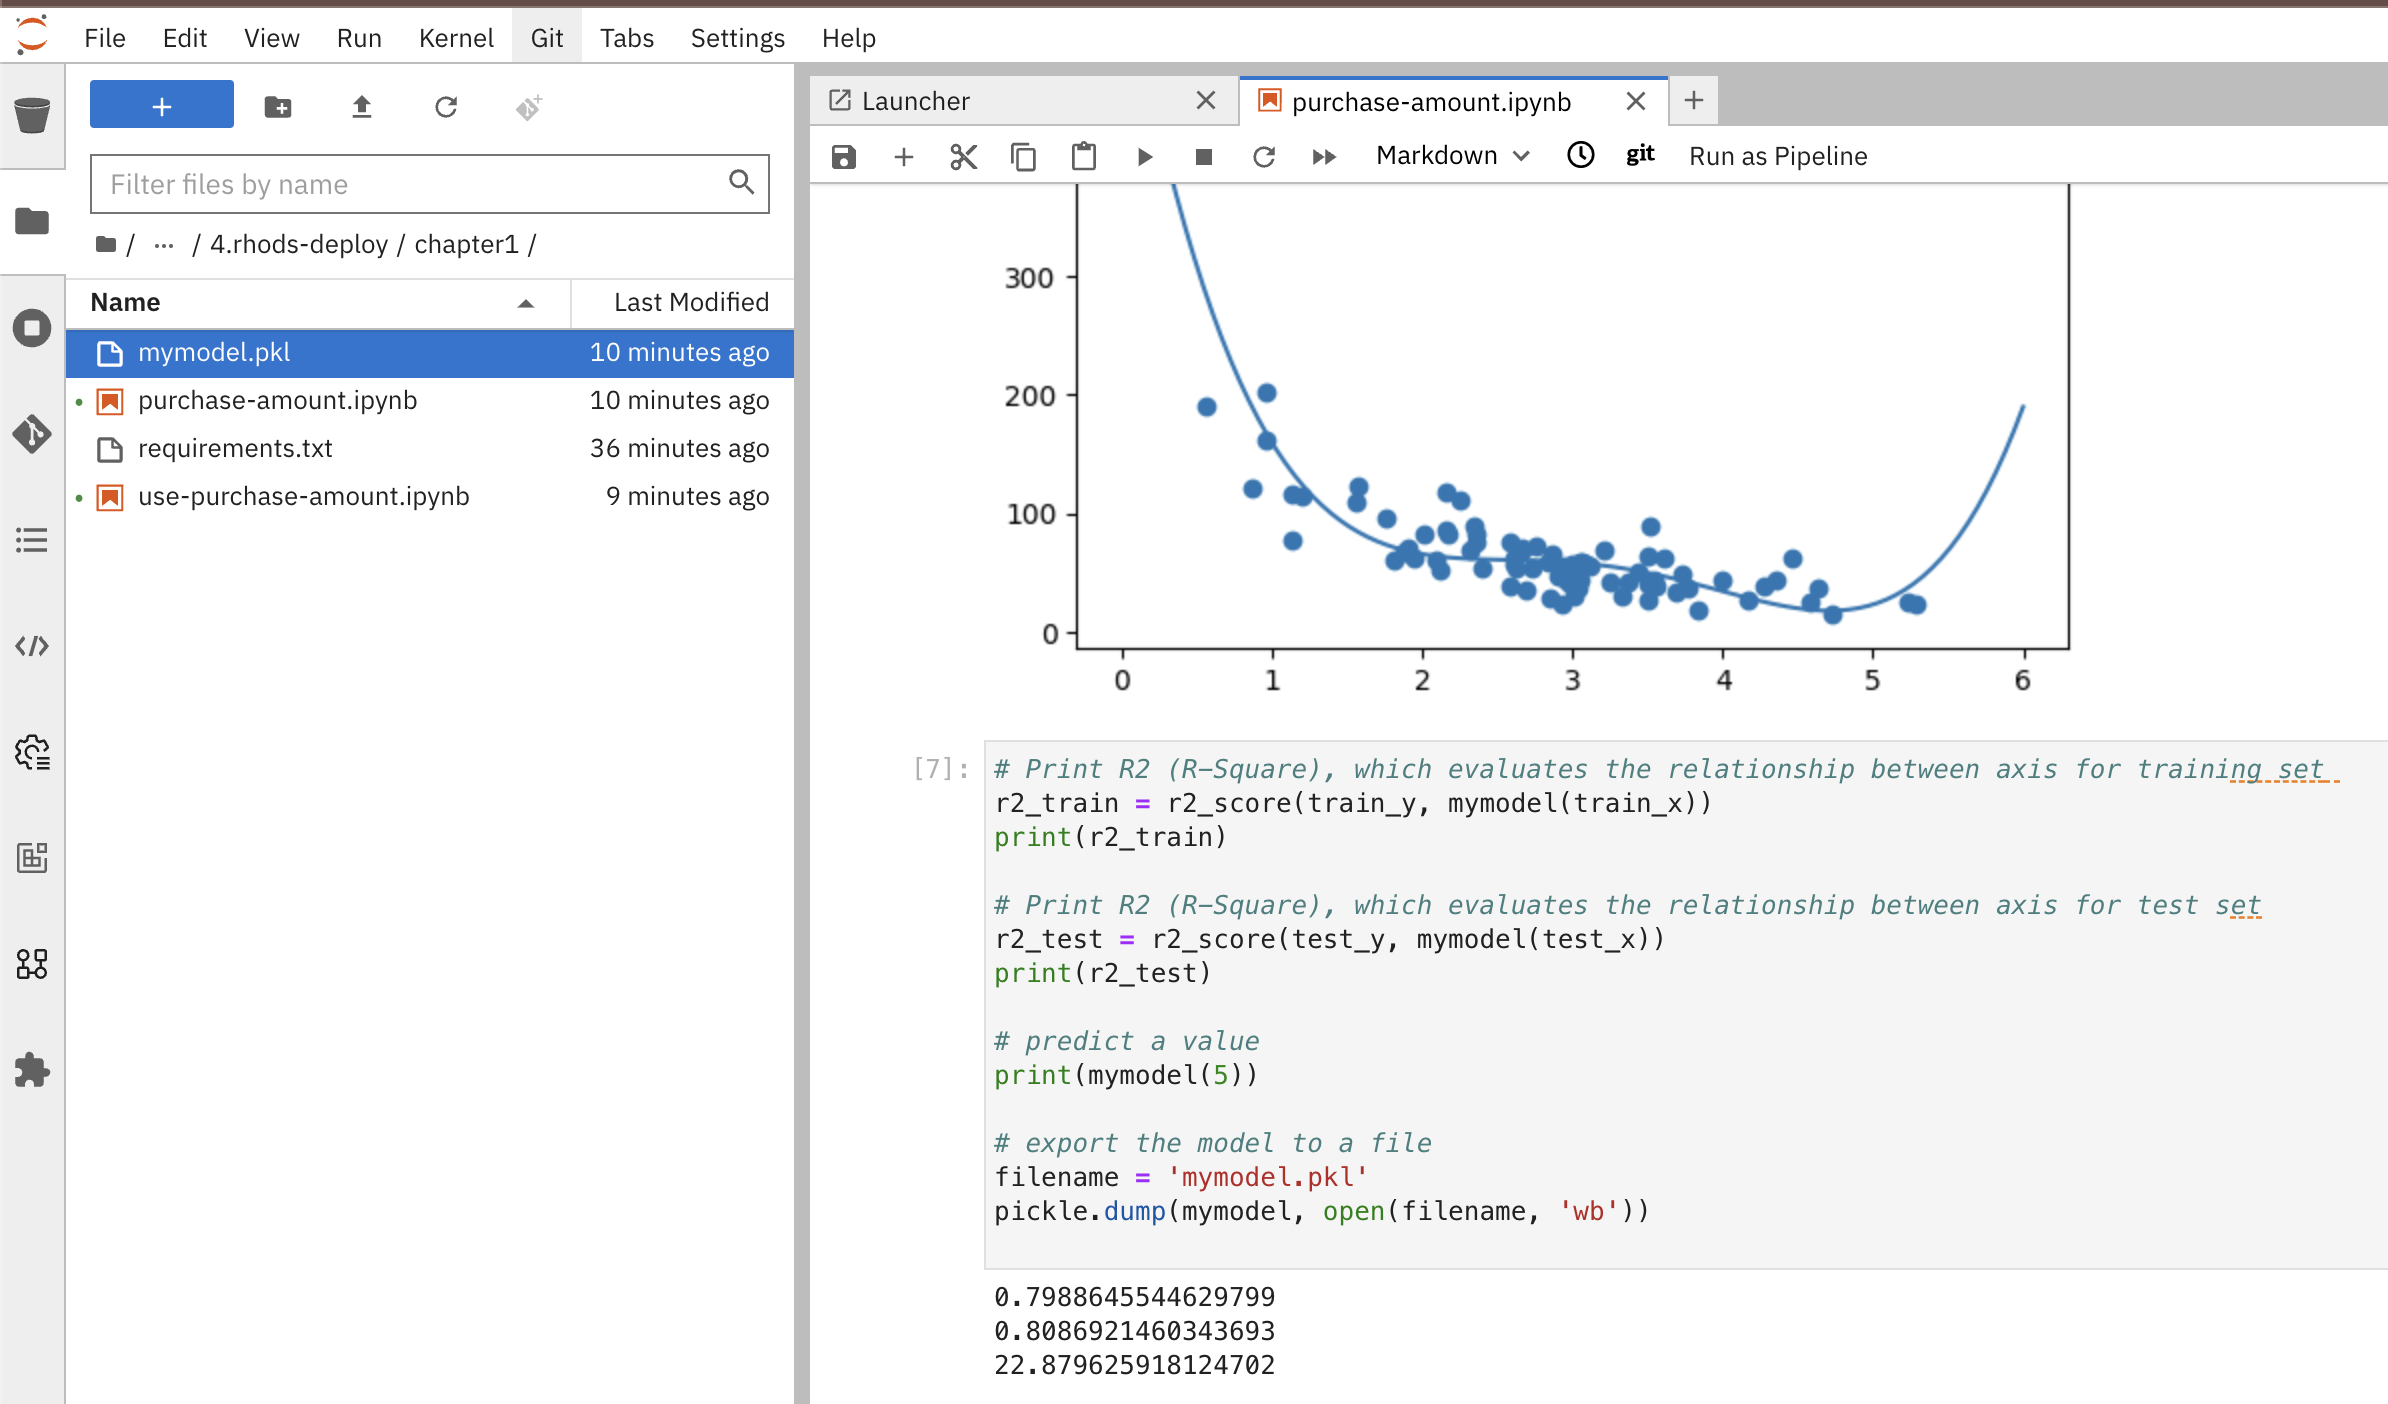 File Edit View Run Kernel Git Tabs Settings Help
+
Filter files by name
/ ... / 4.rhods-deploy / chapter1 /
Name Last Modified
mymodel.pkl 10 minutes ago
purchase-amount.ipynb 10 minutes ago
requirements.txt 36 minutes ago
use-purchase-amount.ipynb 9 minutes ago
Launcher purchase-amount.ipynb
Markdown git Run as Pipeline
300
200
100
0
0 1 2 3 4 5 6
[7]:
# Print R2 (R-Square), which evaluates the relationship between axis for training set
r2_train = r2_score(train_y, mymodel(train_x))
print(r2_train)
# Print R2 (R-Square), which evaluates the relationship between axis for test set
r2_test = r2_score(test_y, mymodel(test_x))
print(r2_test)
# predict a value
print(mymodel(5))
# export the model to a file
filename = 'mymodel.pkl'
pickle.dump(mymodel, open(filename, 'wb'))
0.7988645544629799
0.8086921460343693
22.879625918124702